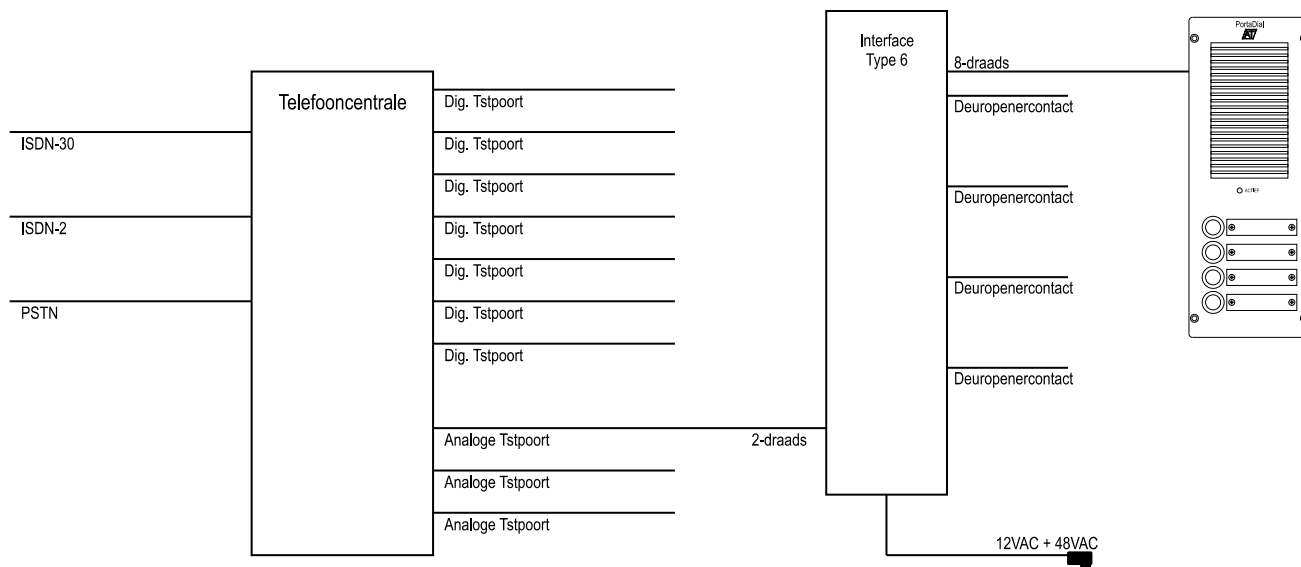 Telefooncentrale
ISDN-30
ISDN-2
PSTN
Dig. Tstpoort
Dig. Tstpoort
Dig. Tstpoort
Dig. Tstpoort
Dig. Tstpoort
Dig. Tstpoort
Dig. Tstpoort
Analoge Tstpoort
Analoge Tstpoort
Analoge Tstpoort
2-draads
Interface
Type 6
8-draads
Deuropenercontact
Deuropenercontact
Deuropenercontact
Deuropenercontact
12VAC + 48VAC
PortaDial
ACTIEF